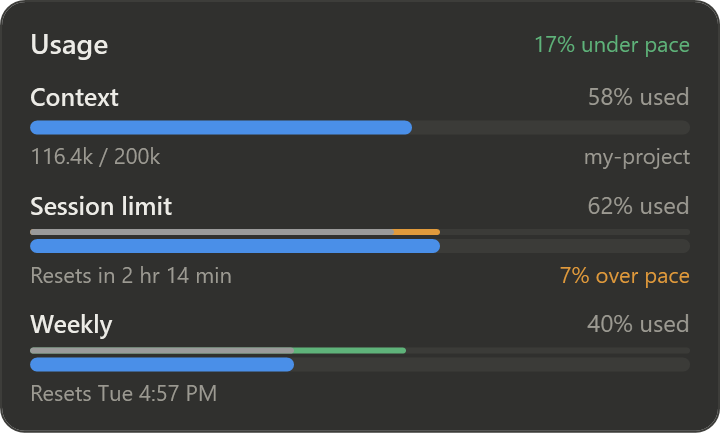 Usage 17% under pace
Context 58% used
116.4k / 200k my-project
Session limit 62% used
Resets in 2 hr 14 min 7% over pace
Weekly 40% used
Resets Tue 4:57 PM